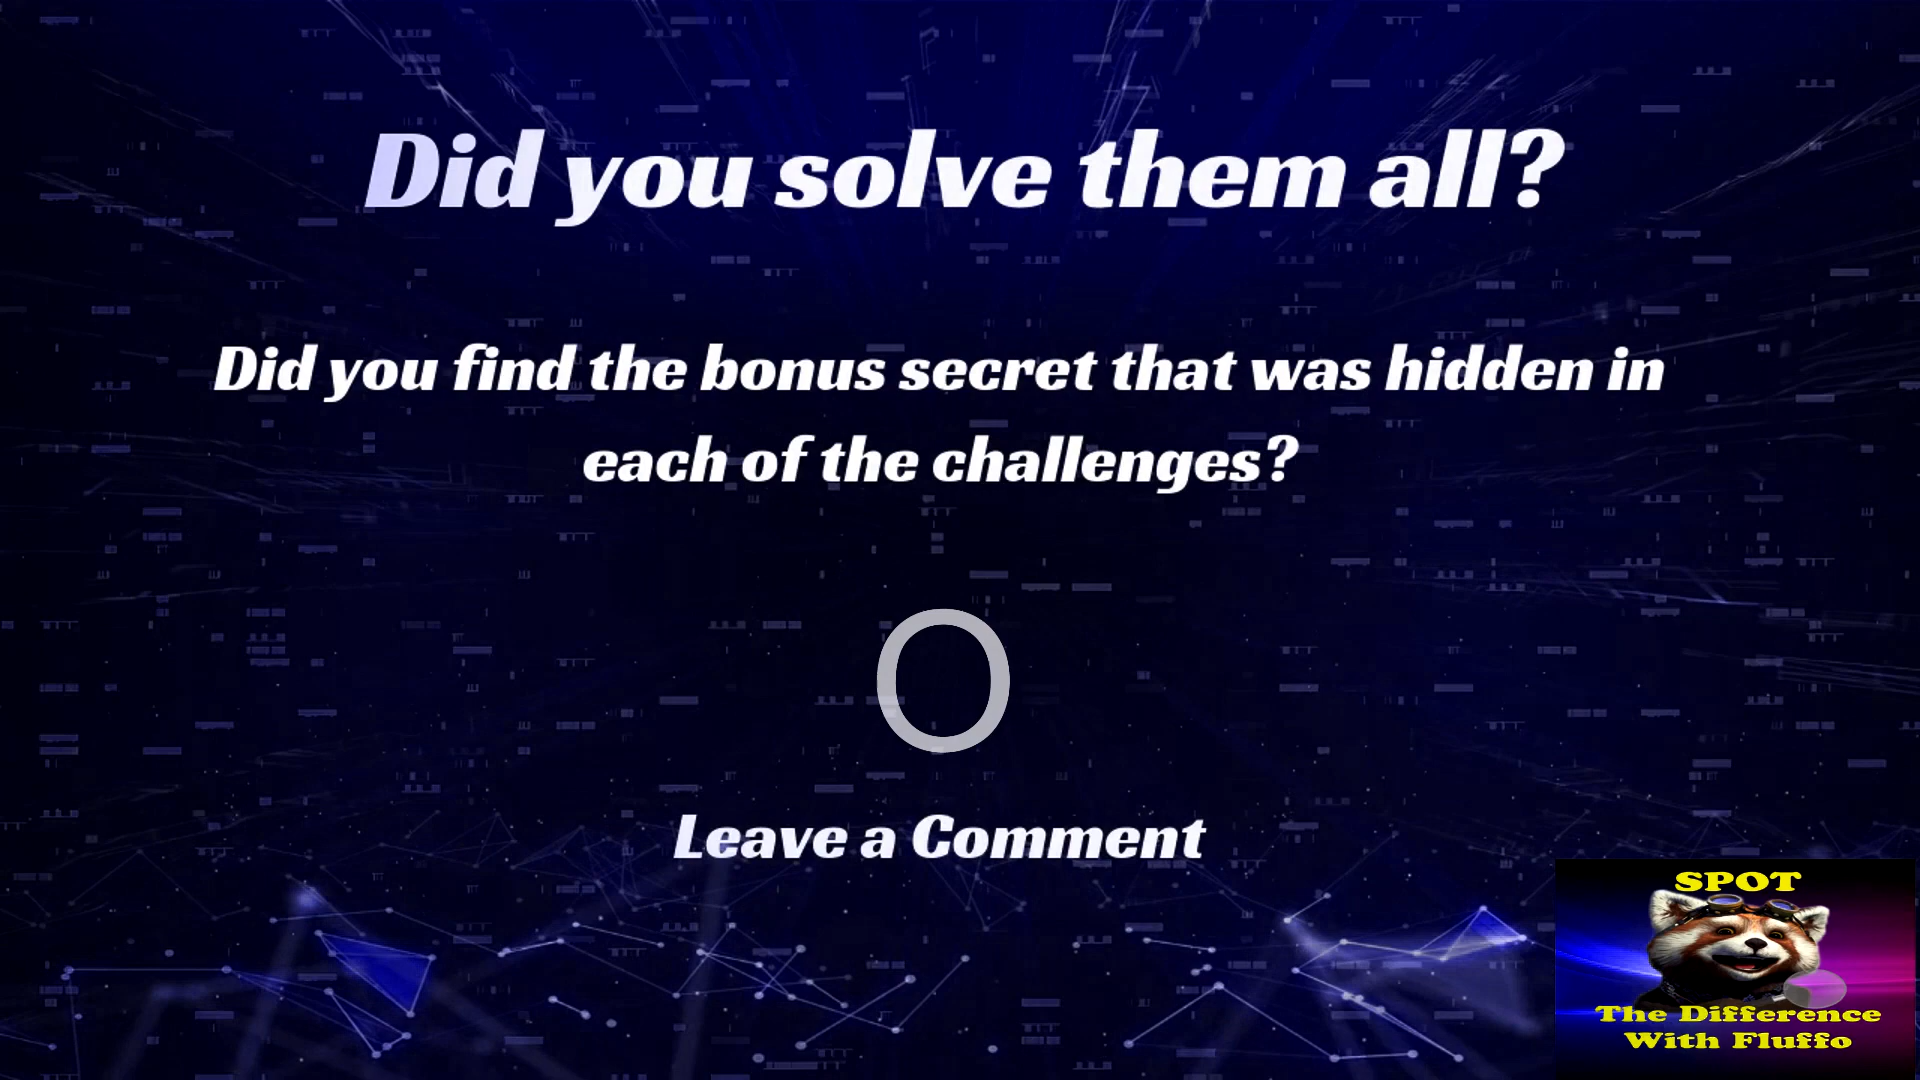 Did you solve them all?
Did you find the bonus secret that was hidden in
each of the challenges?
O
Leave a Comment
SPOT
The Difference
With Fluffo